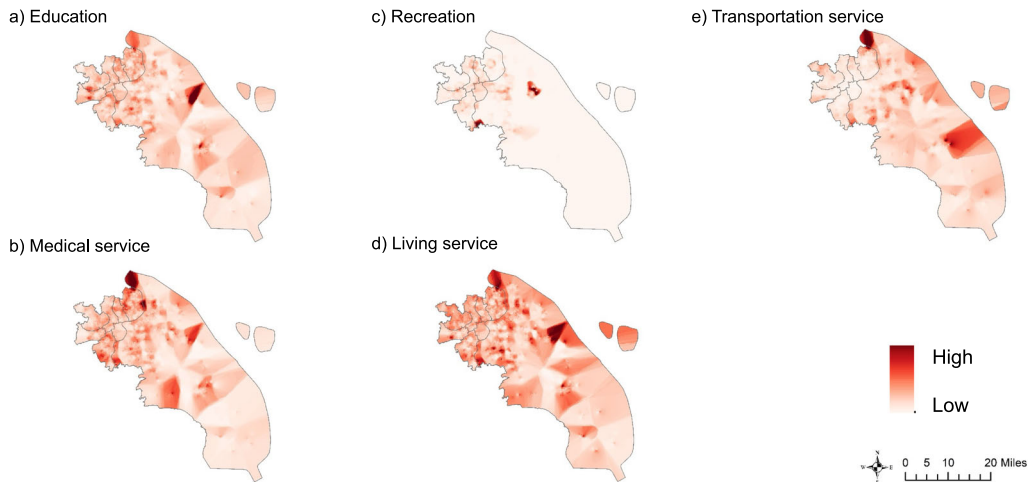 a) Education
c) Recreation
e) Transportation service
b) Medical service
d) Living service
High
Low
N
W E
S
0 5 10 20 Miles